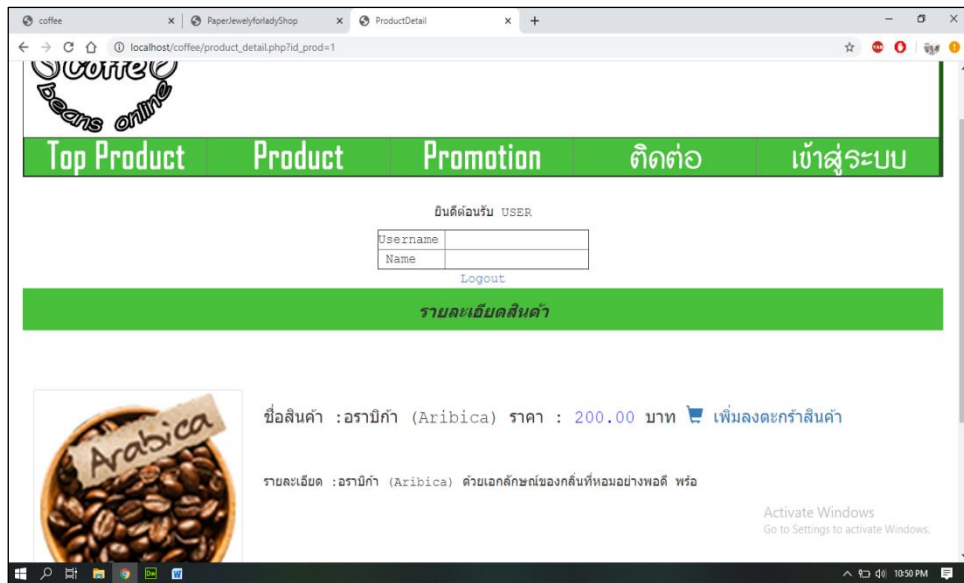 coffee
PaperJewelyforladyShop
ProductDetail
localhost/coffee/product_detail.php?id_prod=1
Coffee
Beans online
Top Product Product Promotion ติดต่อ เข้าสู่ระบบ
ยินดีต้อนรับ USER
Username
Name
Logout
รายละเอียดสินค้า
Arabica
ชื่อสินค้า :อราบิก้า (Aribica) ราคา : 200.00 บาท เพิ่มลงตะกร้าสินค้า
รายละเอียด :อราบิก้า (Aribica) ด้วยเอกลักษณ์ของกลิ่นที่หอมอย่างพอดี พร้อ
Activate Windows
Go to Settings to activate Windows.
10:50 PM